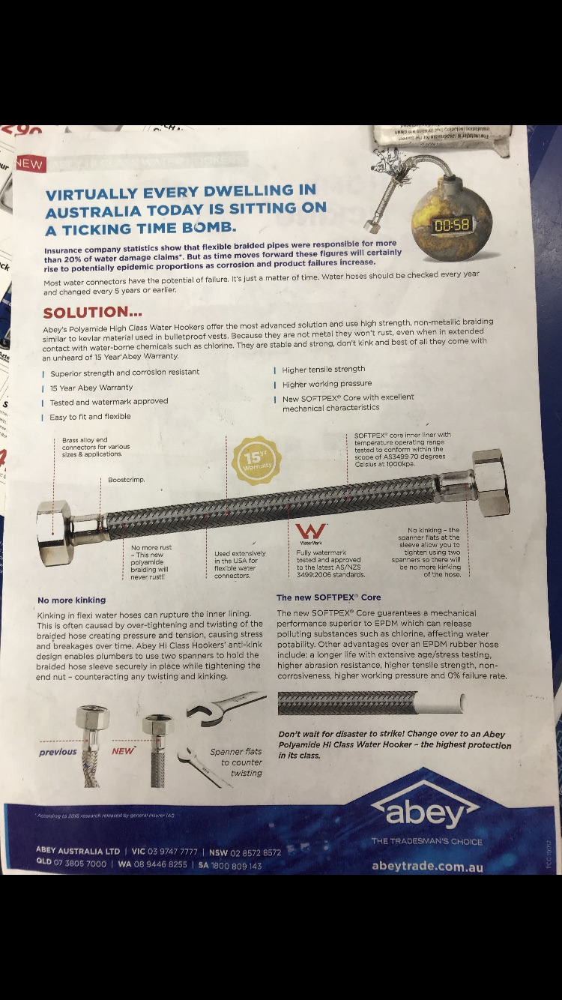 NEW
VIRTUALLY EVERY DWELLING IN
AUSTRALIA TODAY IS SITTING ON
A TICKING TIME BOMB.
00:58
Insurance company statistics show that flexible braided pipes were responsible for more
than 20% of water damage claims*. But as time moves forward these figures will certainly
rise to potentially epidemic proportions as corrosion and product failures increase.
Most water connectors have the potential of failure. It's just a matter of time. Water hoses should be checked every year
and changed every 5 years or earlier.
SOLUTION...
Abey's Polyamide High Class Water Hookers offer the most advanced solution and use high strength, non-metallic braiding
similar to kevlar material used in bulletproof vests. Because they are not metal they won't rust, even when in extended
contact with water-borne chemicals such as chlorine. They are stable and strong, don't kink and best of all they come with
an unheard of 15 Year Abey Warranty.
Superior strength and corrosion resistant
15 Year Abey Warranty
Tested and watermark approved
Easy to fit and flexible
Higher tensile strength
Higher working pressure
New SOFTPEX® Core with excellent
mechanical characteristics
Brass alloy end
connectors for various
sizes & applications.
Boostcrimp.
15yr
Warranty
SOFTPEX® core inner liner with
temperature operating range
tested to conform within the
scope of AS3499 70 degrees
Celsius at 1000kpa.
No more rust
– This new
polyamide
braiding will
never rust!!
Used extensively
in the USA for
flexible water
connectors.
WaterMark
Fully watermark
tested and approved
to the latest AS/NZS
3499:2006 standards.
No kinking – the
spanner flats at the
sleeve allow you to
tighten using two
spanners so there will
be no more kinking
of the hose.
No more kinking
Kinking in flexi water hoses can rupture the inner lining.
This is often caused by over-tightening and twisting of the
braided hose creating pressure and tension, causing stress
and breakages over time. Abey Hi Class Hookers' anti-kink
design enables plumbers to use two spanners to hold the
braided hose sleeve securely in place while tightening the
end nut – counteracting any twisting and kinking.
The new SOFTPEX® Core
The new SOFTPEX® Core guarantees a mechanical
performance superior to EPDM which can release
polluting substances such as chlorine, affecting water
potability. Other advantages over an EPDM rubber hose
include: a longer life with extensive age/stress testing,
higher abrasion resistance, higher tensile strength, non-
corrosiveness, higher working pressure and 0% failure rate.
previous
NEW™
Spanner flats
to counter
twisting
Don't wait for disaster to strike! Change over to an Abey
Polyamide Hi Class Water Hooker – the highest protection
in its class.
*According to 2016 research released by general insurer IAG.
abey
THE TRADESMAN'S CHOICE
ABEY AUSTRALIA LTD | VIC 03 9747 7777 | NSW 02 8572 8572
QLD 07 3805 7000 | WA 08 9446 8255 | SA 1800 809 143
abeytrade.com.au